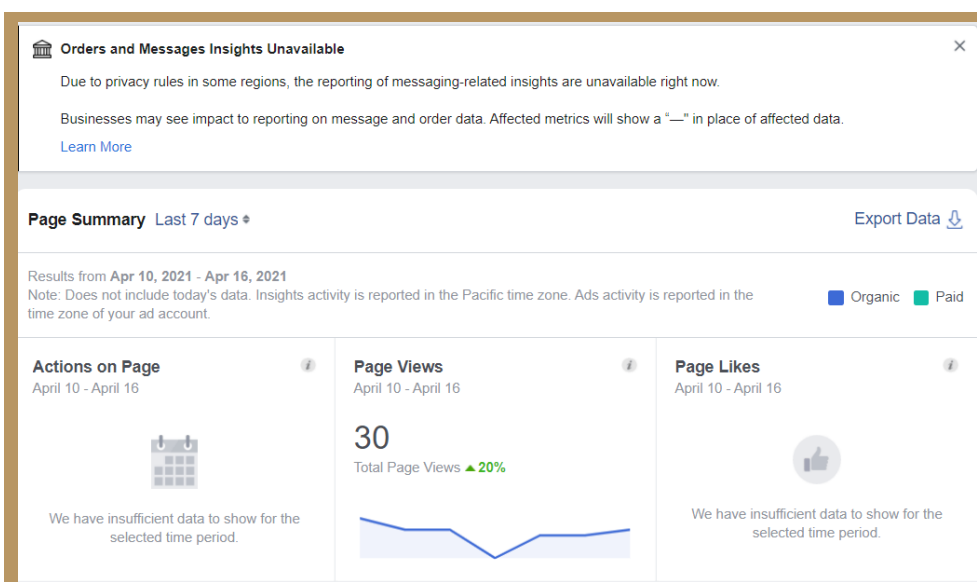 Orders and Messages Insights Unavailable
Due to privacy rules in some regions, the reporting of messaging-related insights are unavailable right now.
Businesses may see impact to reporting on message and order data. Affected metrics will show a “—" in place of affected data.
Learn More
Page Summary Last 7 days
Export Data
Results from Apr 10, 2021 - Apr 16, 2021
Note: Does not include today's data. Insights activity is reported in the Pacific time zone. Ads activity is reported in the
time zone of your ad account.
Organic Paid
Actions on Page
April 10 - April 16
We have insufficient data to show for the
selected time period.
Page Views
April 10 - April 16
30
Total Page Views 20%
Page Likes
April 10 - April 16
We have insufficient data to show for the
selected time period.